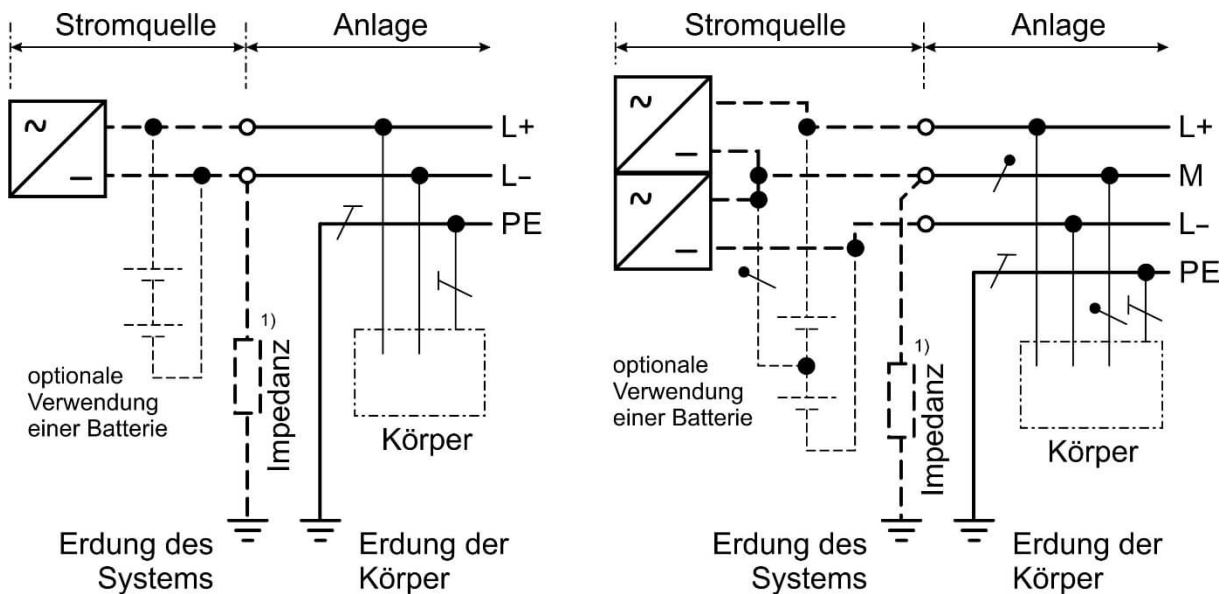 Stromquelle
Anlage
~
–
L+
L–
PE
1)
Impedanz
optionale
Verwendung
einer Batterie
Körper
Erdung des
Systems
Erdung der
Körper
Stromquelle
Anlage
~
–
~
–
L+
M
L–
PE
1)
Impedanz
optionale
Verwendung
einer Batterie
Körper
Erdung des
Systems
Erdung der
Körper